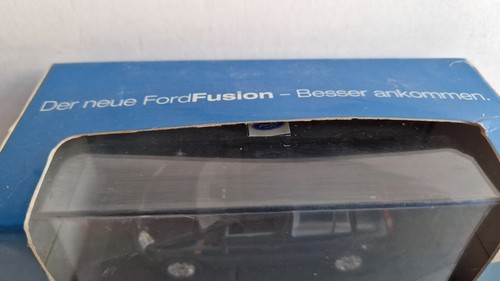 Der neue FordFusion – Besser ankommen.